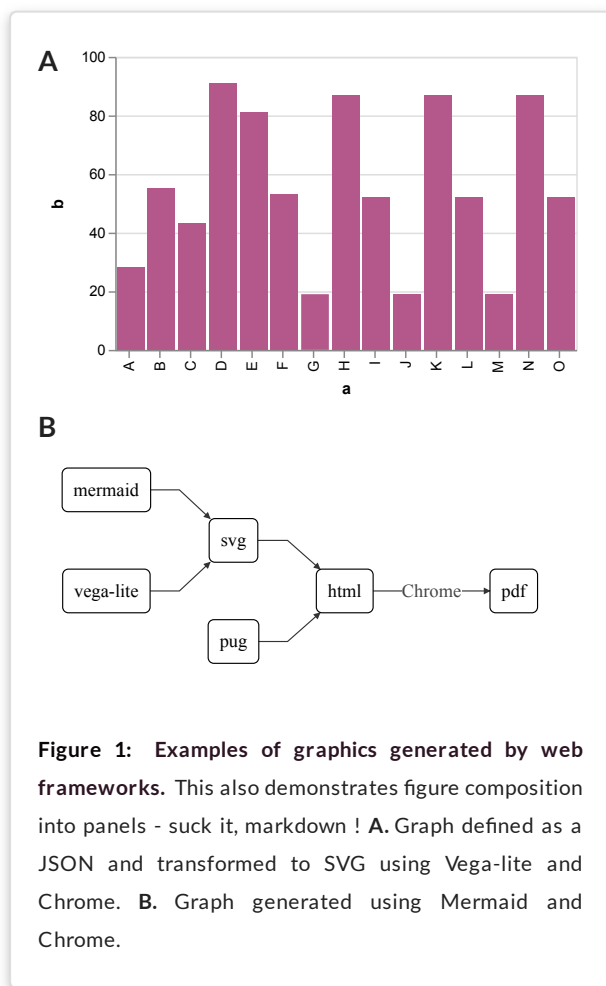 A
100
80
60
40
20
0
b
A B C D E F G H I J K L M N O
a
B
mermaid
svg
vega-lite
html
Chrome
pdf
pug
Figure 1: Examples of graphics generated by web
frameworks. This also demonstrates figure composition
into panels - suck it, markdown ! A. Graph defined as a
JSON and transformed to SVG using Vega-lite and
Chrome. B. Graph generated using Mermaid and
Chrome.